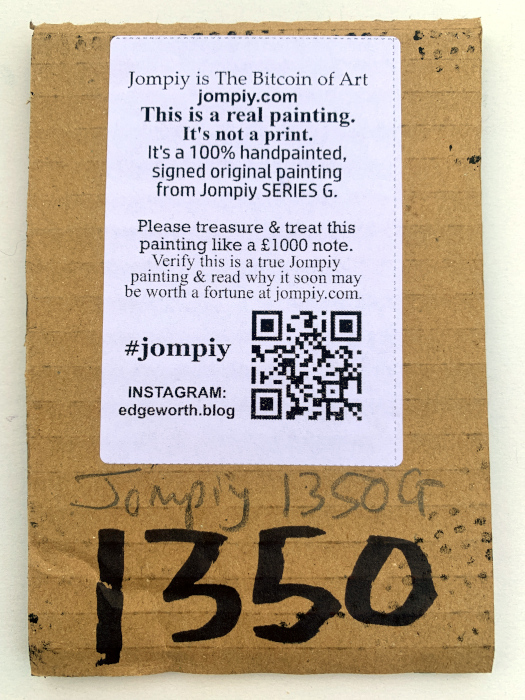 Jompiy is The Bitcoin of Art
jompiy.com
This is a real painting.
It's not a print.
It's a 100% handpainted,
signed original painting
from Jompiy SERIES G.
Please treasure & treat this
painting like a £1000 note.
Verify this is a true Jompiy
painting & read why it soon may
be worth a fortune at jompiy.com.
#jompiy
INSTAGRAM:
edgeworth.blog
Jompiy 1350G
1350